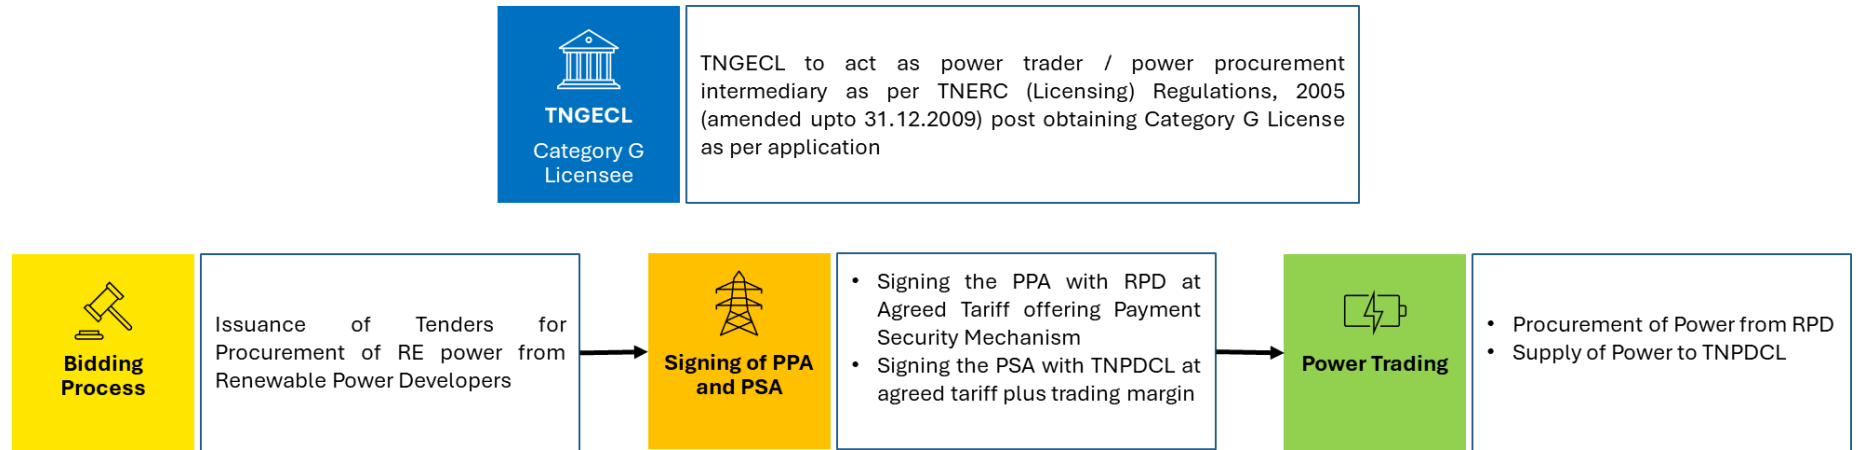 TNGECL
Category G
Licensee
TNGECL to act as power trader / power procurement
intermediary as per TNERC (Licensing) Regulations, 2005
(amended upto 31.12.2009) post obtaining Category G License
as per application
Bidding
Process
Issuance of Tenders for
Procurement of RE power from
Renewable Power Developers
Signing of PPA
and PSA
• Signing the PPA with RPD at
Agreed Tariff offering Payment
Security Mechanism
• Signing the PSA with TNPDCL at
agreed tariff plus trading margin
Power Trading
• Procurement of Power from RPD
• Supply of Power to TNPDCL